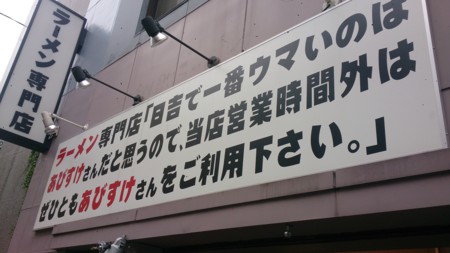 ラーメン専門店
ラーメン専門店「日吉で一番ウマいのは
あびすけさんだと思うので、当店営業時間外は
ぜひともあびすけさんをご利用下さい。」